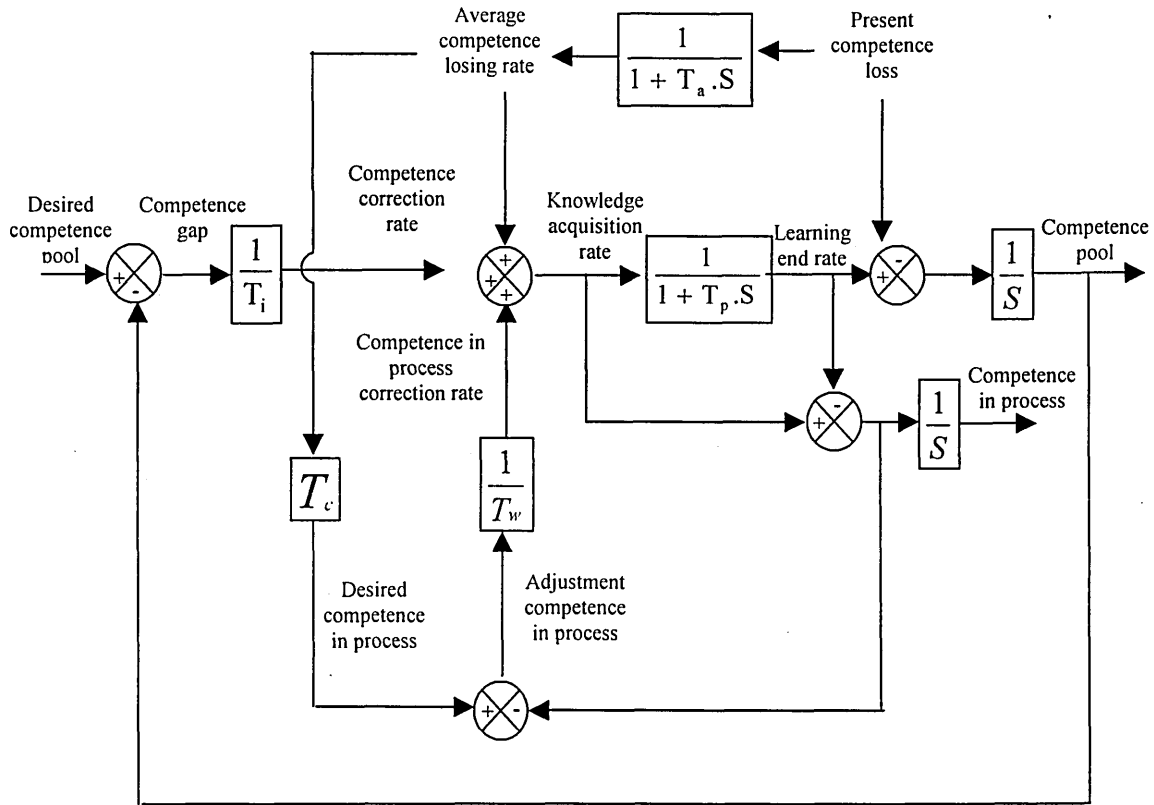 Average
competence
losing rate
1
1 + T_a .S
Present
competence
loss
Desired
competence
pool
+
-
Competence
gap
1
T_i
Competence
correction
rate
+
+
+
Knowledge
acquisition
rate
1
1 + T_p .S
Learning
end rate
-
+
1
S
Competence
pool
Competence in
process
correction rate
-
+
1
S
Competence
in process
T_c
1
T_w
Desired
competence
in process
Adjustment
competence
in process
+
-